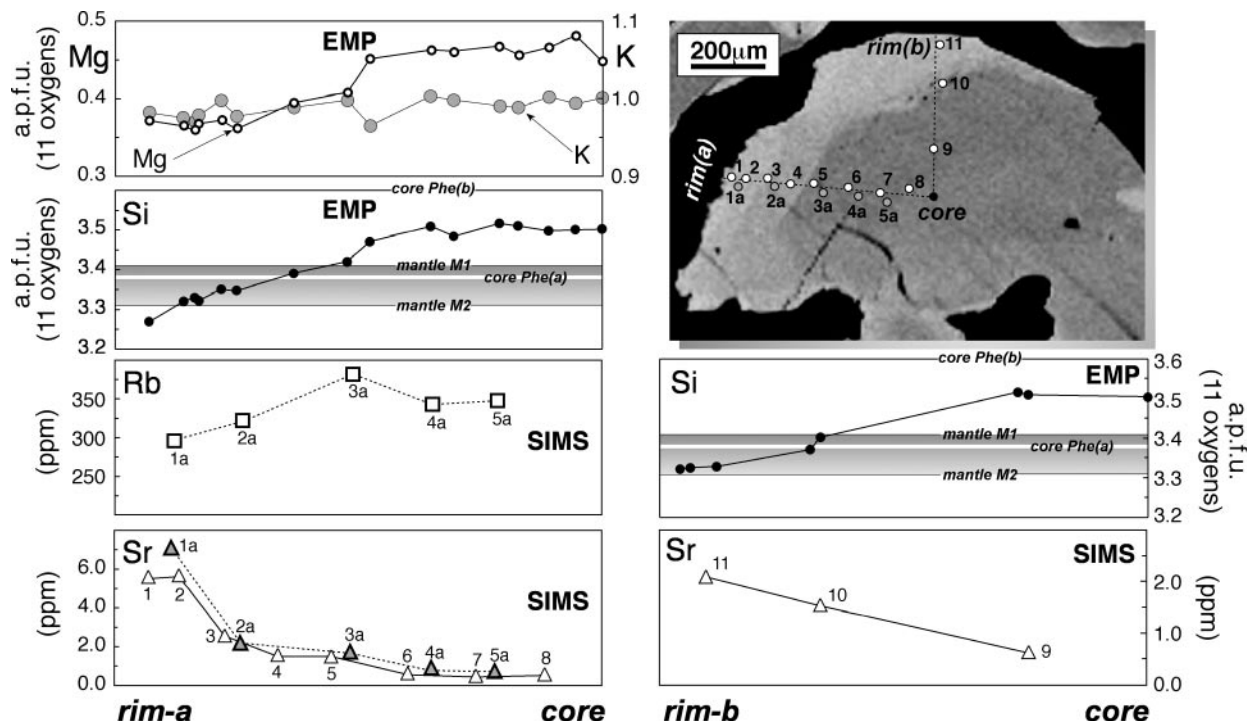 0.5
Mg
0.4
0.3
a.p.f.u.
(11 oxygens)
EMP
1.1
K
1.0
0.9
Mg
K
core Phe(b)
Si
EMP
3.5
3.4
3.3
3.2
a.p.f.u.
(11 oxygens)
mantle M1
core Phe(a)
mantle M2
Rb
350
300
250
(ppm)
1a
2a
3a
4a
5a
SIMS
Sr
6.0
4.0
2.0
0.0
(ppm)
1a
1
2
3
2a
4
5
3a
6
4a
7
5a
8
SIMS
rim-a
core
200μm
rim(b)
11
10
9
rim(a)
1
2
3
4
5
6
7
8
1a
2a
3a
4a
5a
core
core Phe(b)
Si
EMP
3.6
3.5
3.4
3.3
3.2
a.p.f.u.
(11 oxygens)
mantle M1
core Phe(a)
mantle M2
Sr
SIMS
11
10
9
2.0
1.0
0.0
(ppm)
rim-b
core